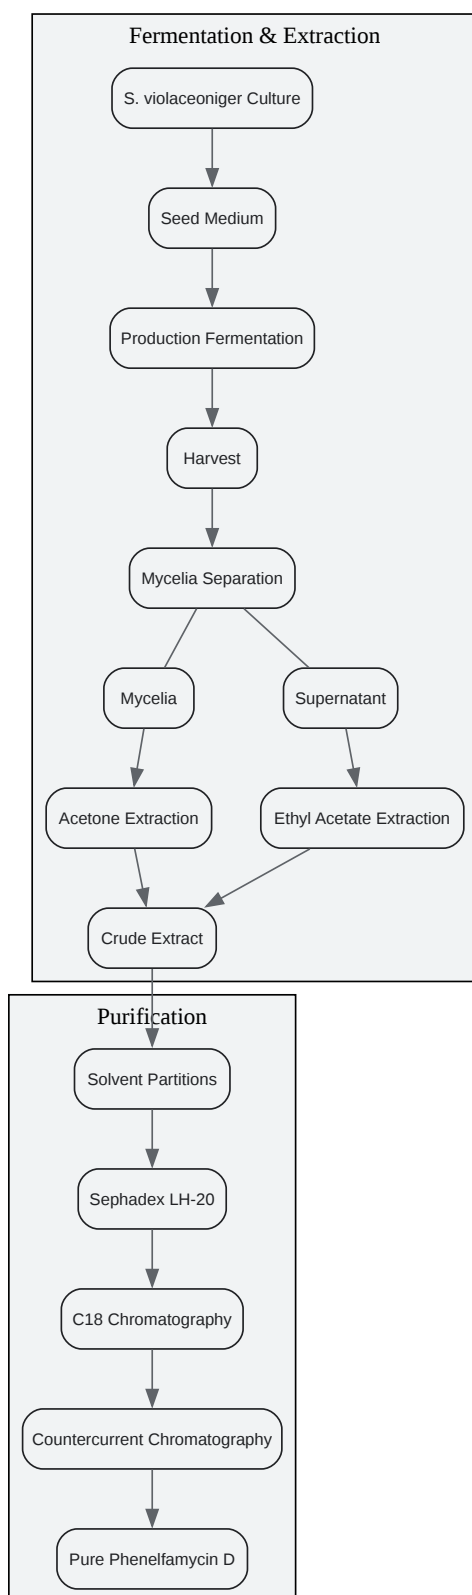 Fermentation & Extraction
S. violaceoniger Culture
Seed Medium
Production Fermentation
Harvest
Mycelia Separation
Mycelia
Supernatant
Acetone Extraction
Ethyl Acetate Extraction
Crude Extract
Purification
Solvent Partitions
Sephadex LH-20
C18 Chromatography
Countercurrent Chromatography
Pure Phenelfamycin D